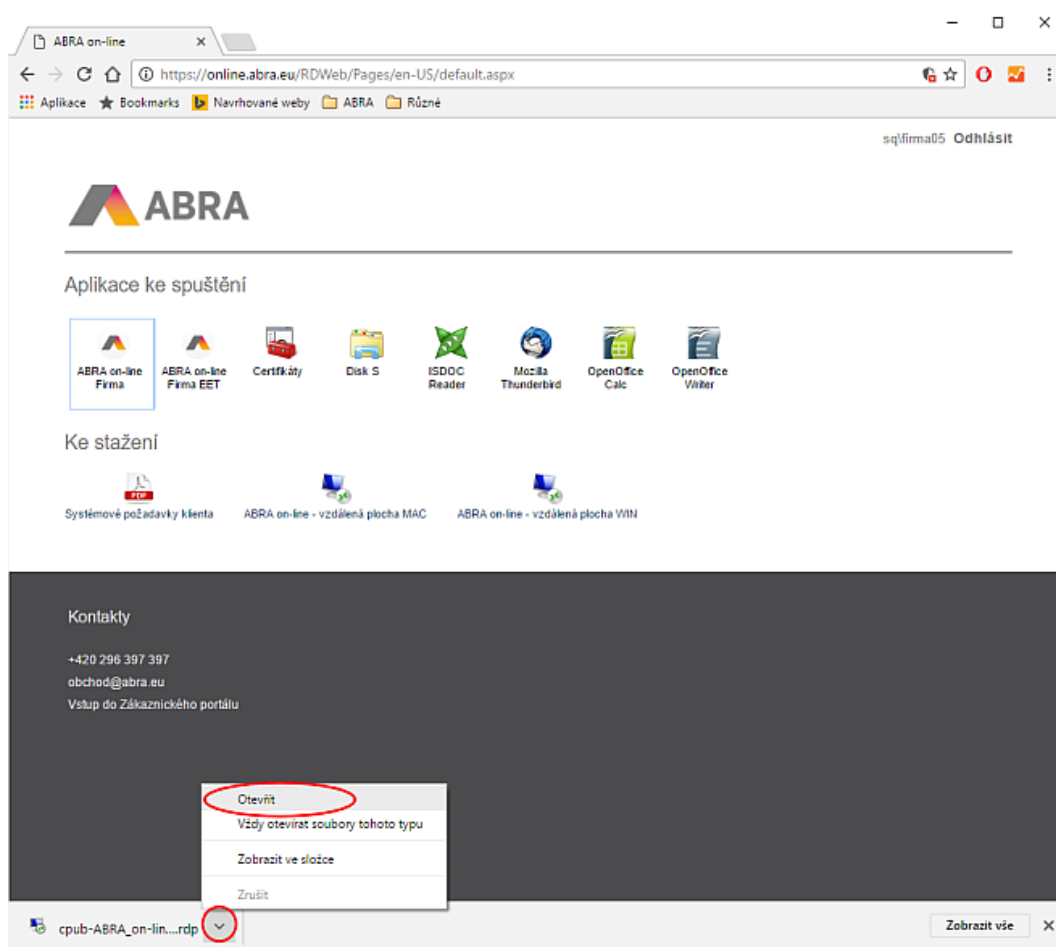 ABRA on-line
https://online.abra.eu/RDWeb/Pages/en-US/default.aspx
Aplikace Bookmarks Navrhované weby ABRA Různé
sq\firma05 Odhlásit
ABRA
Aplikace ke spuštění
ABRA on-line Firma
ABRA on-line Firma EET
Certifikáty
Disk S
ISDOC Reader
Mozilla Thunderbird
OpenOffice Calc
OpenOffice Writer
Ke stažení
PDF
Systémové požadavky klienta
ABRA on-line - vzdálená plocha MAC
ABRA on-line - vzdálená plocha WIN
Kontakty
+420 296 397 397
obchod@abra.eu
Vstup do Zákaznického portálu
Otevřít
Vždy otevírat soubory tohoto typu
Zobrazit ve složce
Zrušit
cpub-ABRA_on-lin....rdp
Zobrazit vše